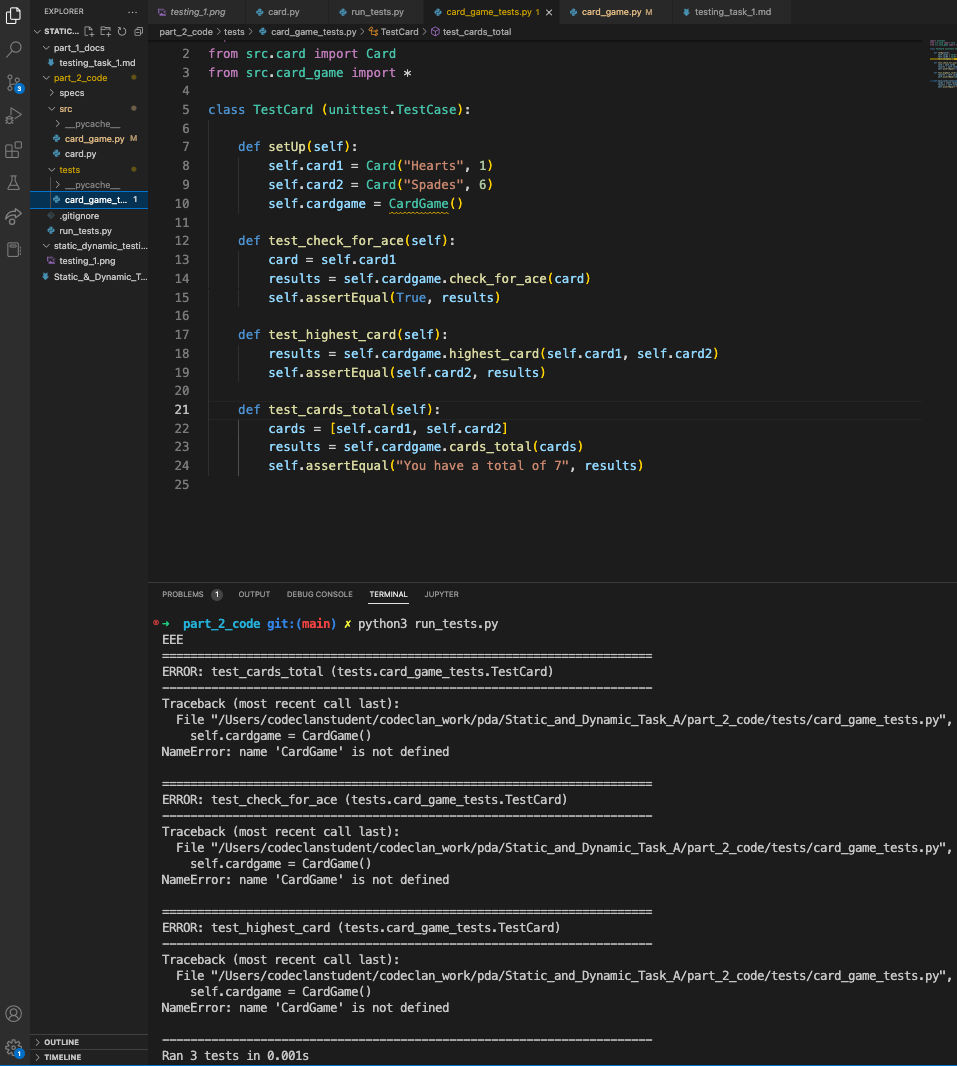 EXPLORER ...
testing_1.png card.py run_tests.py card_game_tests.py 1 card_game.py M testing_task_1.md
STATIC...
part_2_code > tests > card_game_tests.py > TestCard > test_cards_total
part_1_docs
testing_task_1.md
part_2_code
specs
src
__pycache__
card_game.py M
card.py
tests
__pycache__
card_game_t... 1
.gitignore
run_tests.py
static_dynamic_testi...
testing_1.png
Static_&_Dynamic_T...
3
2 from src.card import Card
3 from src.card_game import *
4
5 class TestCard (unittest.TestCase):
6
7 def setUp(self):
8 self.card1 = Card("Hearts", 1)
9 self.card2 = Card("Spades", 6)
10 self.cardgame = CardGame()
11
12 def test_check_for_ace(self):
13 card = self.card1
14 results = self.cardgame.check_for_ace(card)
15 self.assertEqual(True, results)
16
17 def test_highest_card(self):
18 results = self.cardgame.highest_card(self.card1, self.card2)
19 self.assertEqual(self.card2, results)
20
21 def test_cards_total(self):
22 cards = [self.card1, self.card2]
23 results = self.cardgame.cards_total(cards)
24 self.assertEqual("You have a total of 7", results)
25
PROBLEMS 1 OUTPUT DEBUG CONSOLE TERMINAL JUPYTER
➜ part_2_code git:(main) ✗ python3 run_tests.py
EEE
======================================================================
ERROR: test_cards_total (tests.card_game_tests.TestCard)
----------------------------------------------------------------------
Traceback (most recent call last):
File "/Users/codeclanstudent/codeclan_work/pda/Static_and_Dynamic_Task_A/part_2_code/tests/card_game_tests.py",
self.cardgame = CardGame()
NameError: name 'CardGame' is not defined
======================================================================
ERROR: test_check_for_ace (tests.card_game_tests.TestCard)
----------------------------------------------------------------------
Traceback (most recent call last):
File "/Users/codeclanstudent/codeclan_work/pda/Static_and_Dynamic_Task_A/part_2_code/tests/card_game_tests.py",
self.cardgame = CardGame()
NameError: name 'CardGame' is not defined
======================================================================
ERROR: test_highest_card (tests.card_game_tests.TestCard)
----------------------------------------------------------------------
Traceback (most recent call last):
File "/Users/codeclanstudent/codeclan_work/pda/Static_and_Dynamic_Task_A/part_2_code/tests/card_game_tests.py",
self.cardgame = CardGame()
NameError: name 'CardGame' is not defined
----------------------------------------------------------------------
Ran 3 tests in 0.001s
OUTLINE
TIMELINE
1